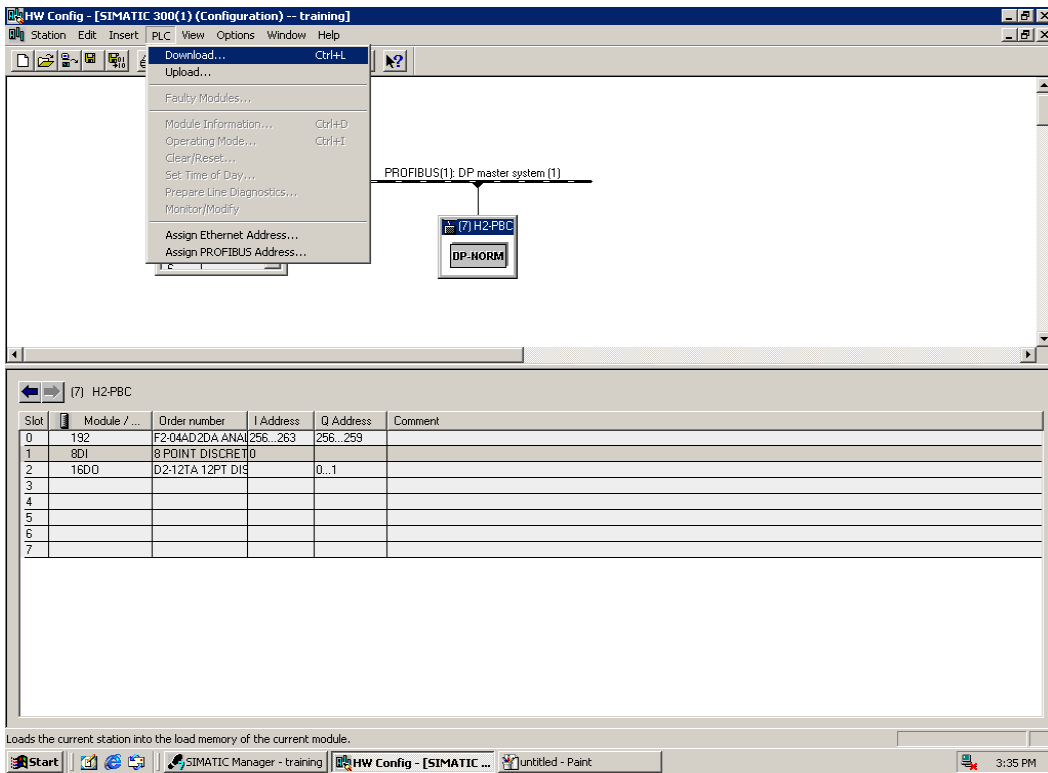 HW Config - [SIMATIC 300(1) (Configuration) -- training]
Station Edit Insert PLC View Options Window Help
Download... Ctrl+L
Upload...
Faulty Modules...
Module Information... Ctrl+D
Operating Mode... Ctrl+I
Clear/Reset...
Set Time of Day...
Prepare Line Diagnostics...
Monitor/Modify
Assign Ethernet Address...
Assign PROFIBUS Address...
PROFIBUS(1): DP master system (1)
(7) H2-PBC
DP-NORM
(7) H2-PBC
Slot Module / ... Order number I Address Q Address Comment
0 192 F2-04AD2DA ANAL 256...263 256...259
1 8DI 8 POINT DISCRET 0
2 16DO D2-12TA 12PT DIS 0...1
3
4
5
6
7
Loads the current station into the load memory of the current module.
Start SIMATIC Manager - training HW Config - [SIMATIC ... untitled - Paint 3:35 PM